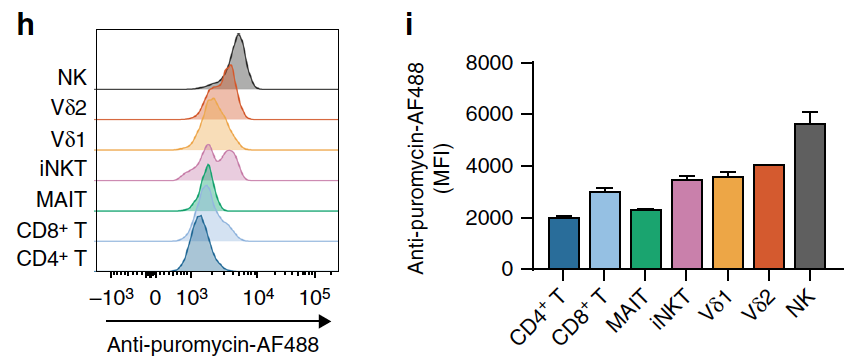 h
NK
Vδ2
Vδ1
iNKT
MAIT
CD8⁺ T
CD4⁺ T
−10³ 0 10³ 10⁴ 10⁵
Anti-puromycin-AF488
i
Anti-puromycin-AF488
(MFI)
8000
6000
4000
2000
0
CD4⁺ T
CD8⁺ T
MAIT
iNKT
Vδ1
Vδ2
NK